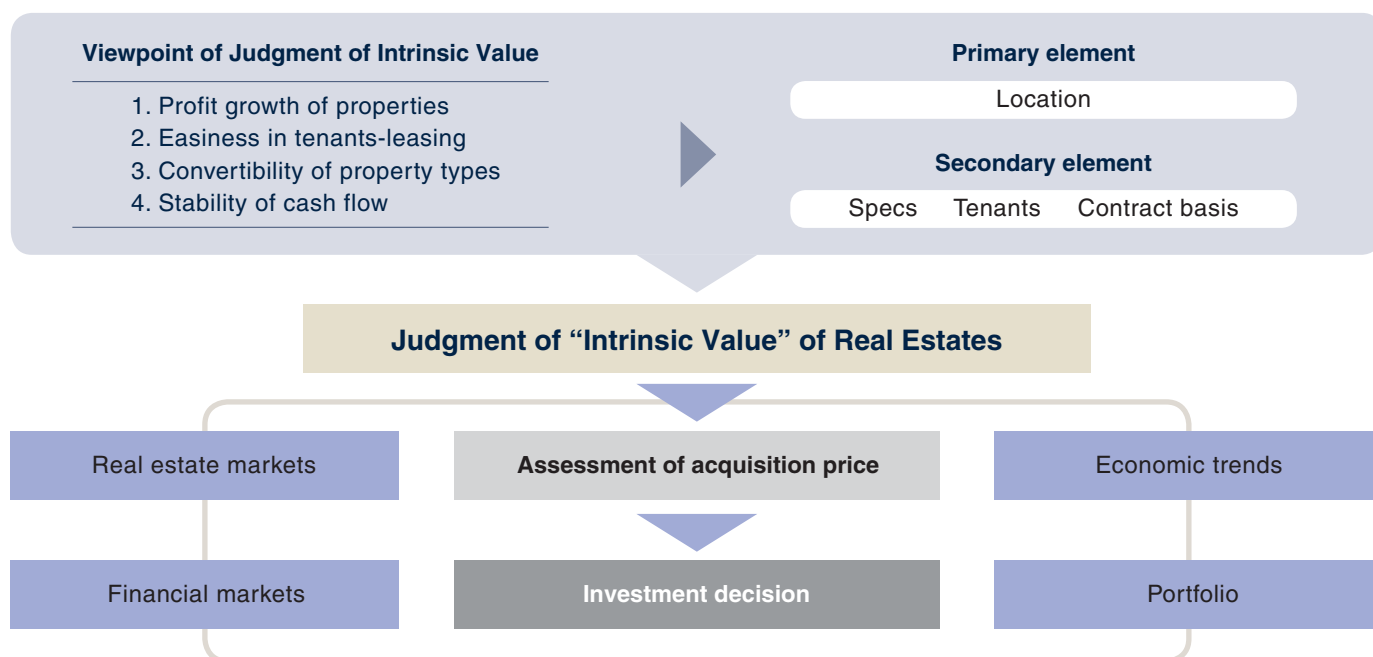 Viewpoint of Judgment of Intrinsic Value
1. Profit growth of properties
2. Easiness in tenants-leasing
3. Convertibility of property types
4. Stability of cash flow
Primary element
Location
Secondary element
Specs Tenants Contract basis
Judgment of “Intrinsic Value” of Real Estates
Real estate markets
Assessment of acquisition price
Economic trends
Financial markets
Investment decision
Portfolio